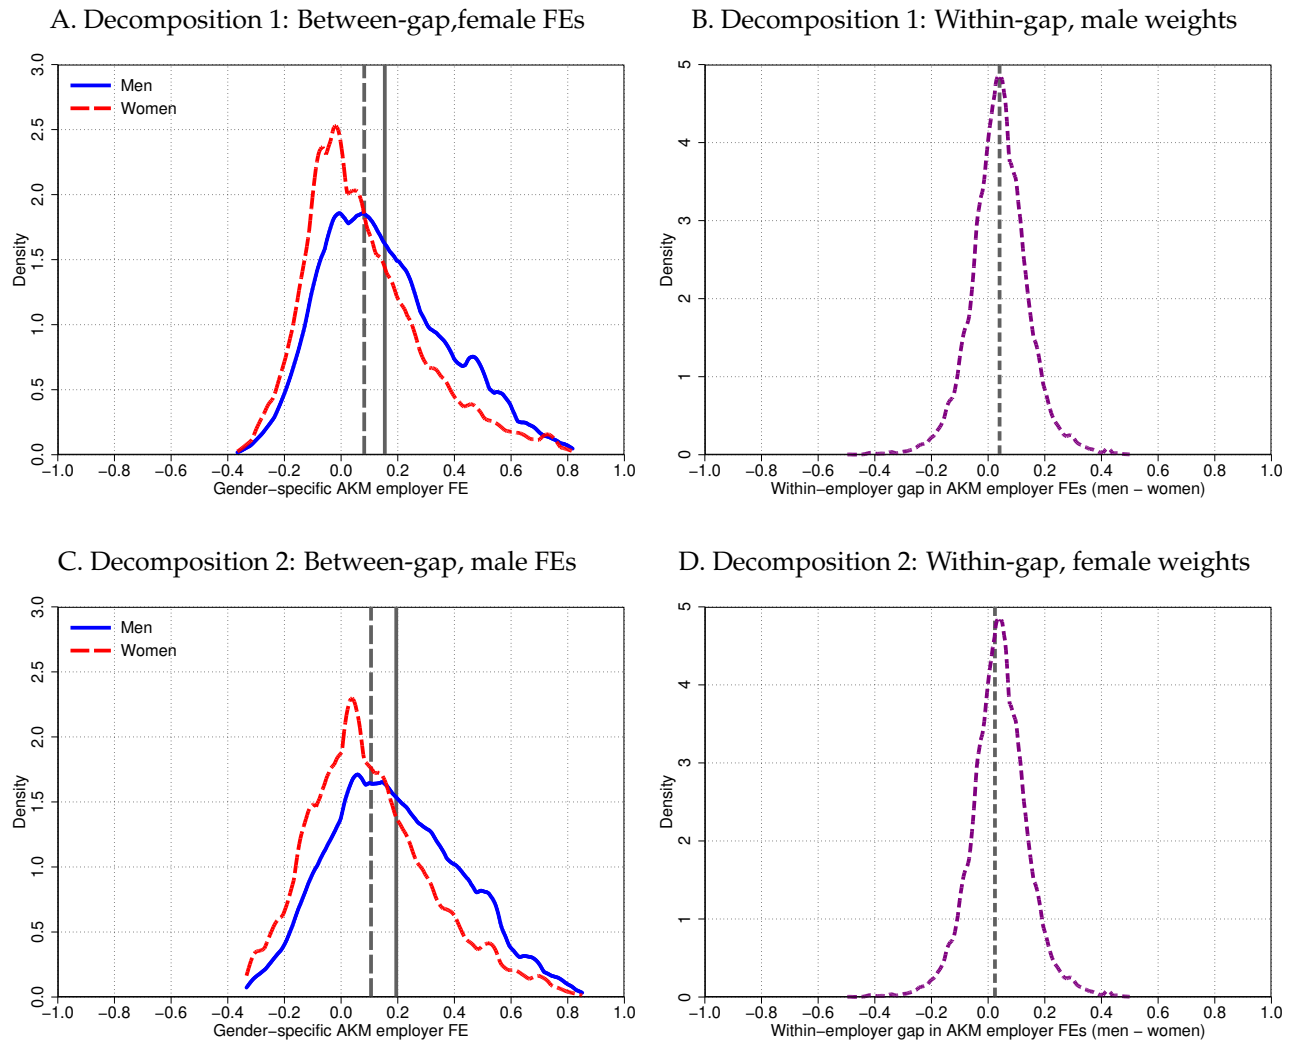 A. Decomposition 1: Between-gap,female FEs
3.0
2.5
2.0
1.5
1.0
0.5
0.0
Density
Men
Women
−1.0 −0.8 −0.6 −0.4 −0.2 0.0 0.2 0.4 0.6 0.8 1.0
Gender−specific AKM employer FE
B. Decomposition 1: Within-gap, male weights
5
4
3
2
1
0
Density
−1.0 −0.8 −0.6 −0.4 −0.2 0.0 0.2 0.4 0.6 0.8 1.0
Within−employer gap in AKM employer FEs (men − women)
C. Decomposition 2: Between-gap, male FEs
3.0
2.5
2.0
1.5
1.0
0.5
0.0
Density
Men
Women
−1.0 −0.8 −0.6 −0.4 −0.2 0.0 0.2 0.4 0.6 0.8 1.0
Gender−specific AKM employer FE
D. Decomposition 2: Within-gap, female weights
5
4
3
2
1
0
Density
−1.0 −0.8 −0.6 −0.4 −0.2 0.0 0.2 0.4 0.6 0.8 1.0
Within−employer gap in AKM employer FEs (men − women)